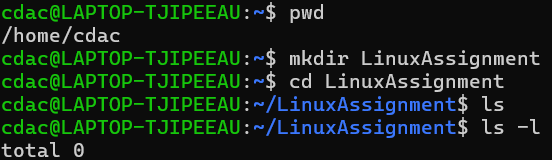 cdac@LAPTOP-TJIPEEAU:~$ pwd
/home/cdac
cdac@LAPTOP-TJIPEEAU:~$ mkdir LinuxAssignment
cdac@LAPTOP-TJIPEEAU:~$ cd LinuxAssignment
cdac@LAPTOP-TJIPEEAU:~/LinuxAssignment$ ls
cdac@LAPTOP-TJIPEEAU:~/LinuxAssignment$ ls -l
total 0